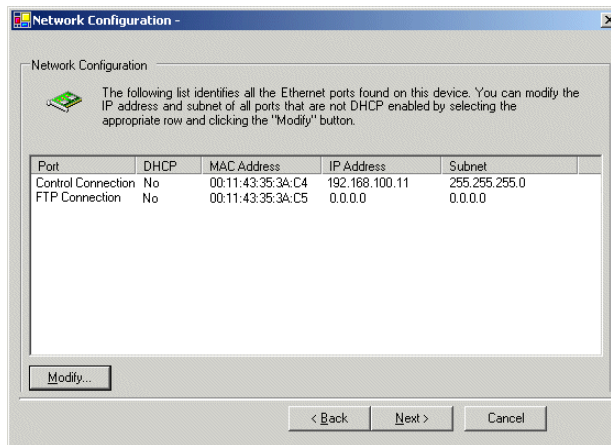 Network Configuration -
Network Configuration
The following list identifies all the Ethernet ports found on this device. You can modify the
IP address and subnet of all ports that are not DHCP enabled by selecting the
appropriate row and clicking the "Modify" button.
Port DHCP MAC Address IP Address Subnet
Control Connection No 00:11:43:35:3A:C4 192.168.100.11 255.255.255.0
FTP Connection No 00:11:43:35:3A:C5 0.0.0.0 0.0.0.0
Modify...
< Back Next > Cancel